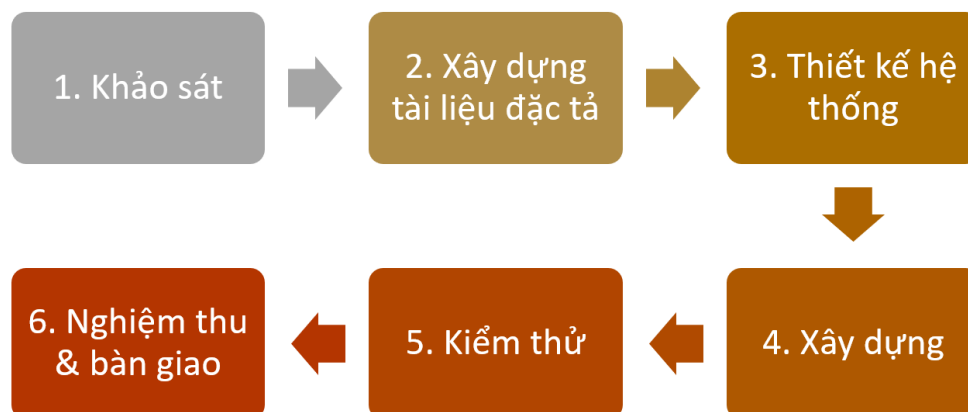 1. Khảo sát
2. Xây dựng
tài liệu đặc tả
3. Thiết kế hệ
thống
4. Xây dựng
5. Kiểm thử
6. Nghiệm thu
& bàn giao